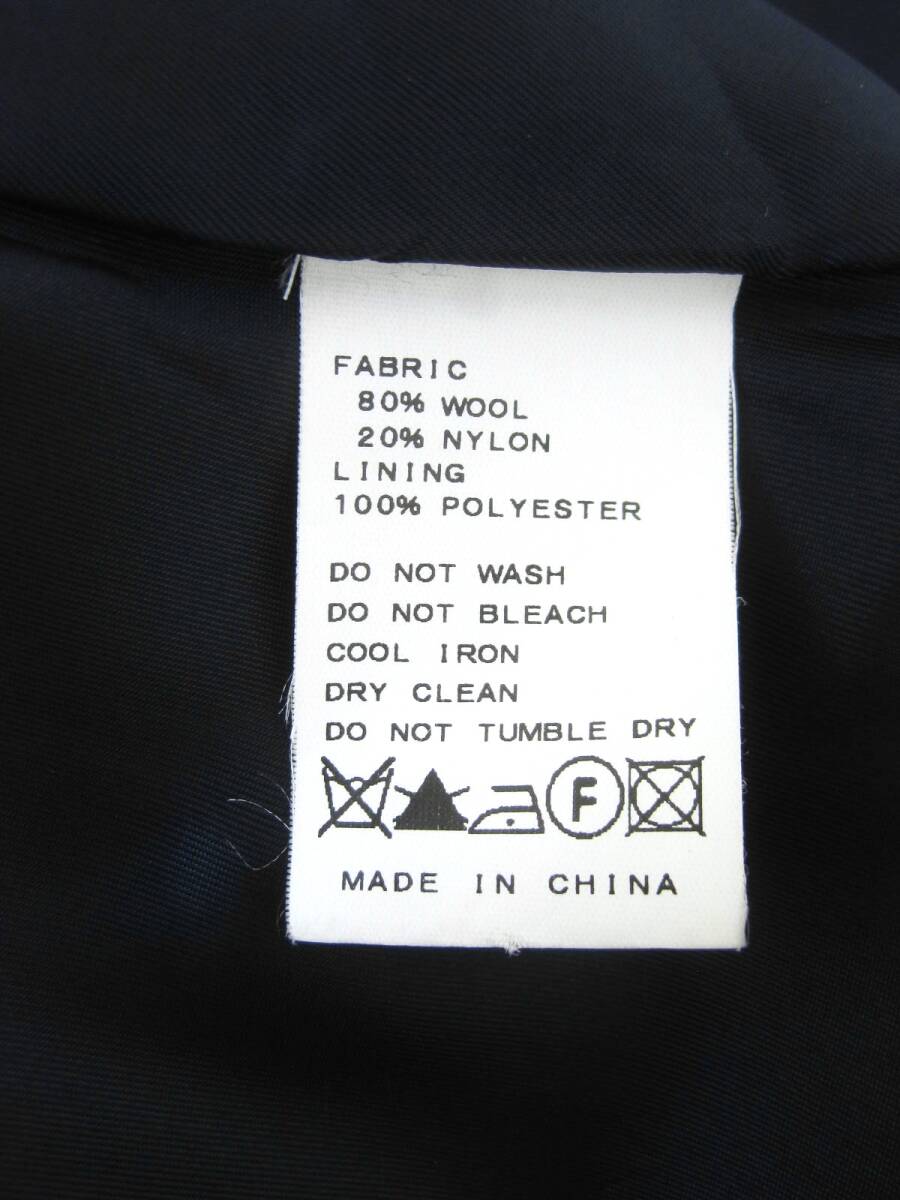 FABRIC
80% WOOL
20% NYLON
LINING
100% POLYESTER
DO NOT WASH
DO NOT BLEACH
COOL IRON
DRY CLEAN
DO NOT TUMBLE DRY
F
MADE IN CHINA